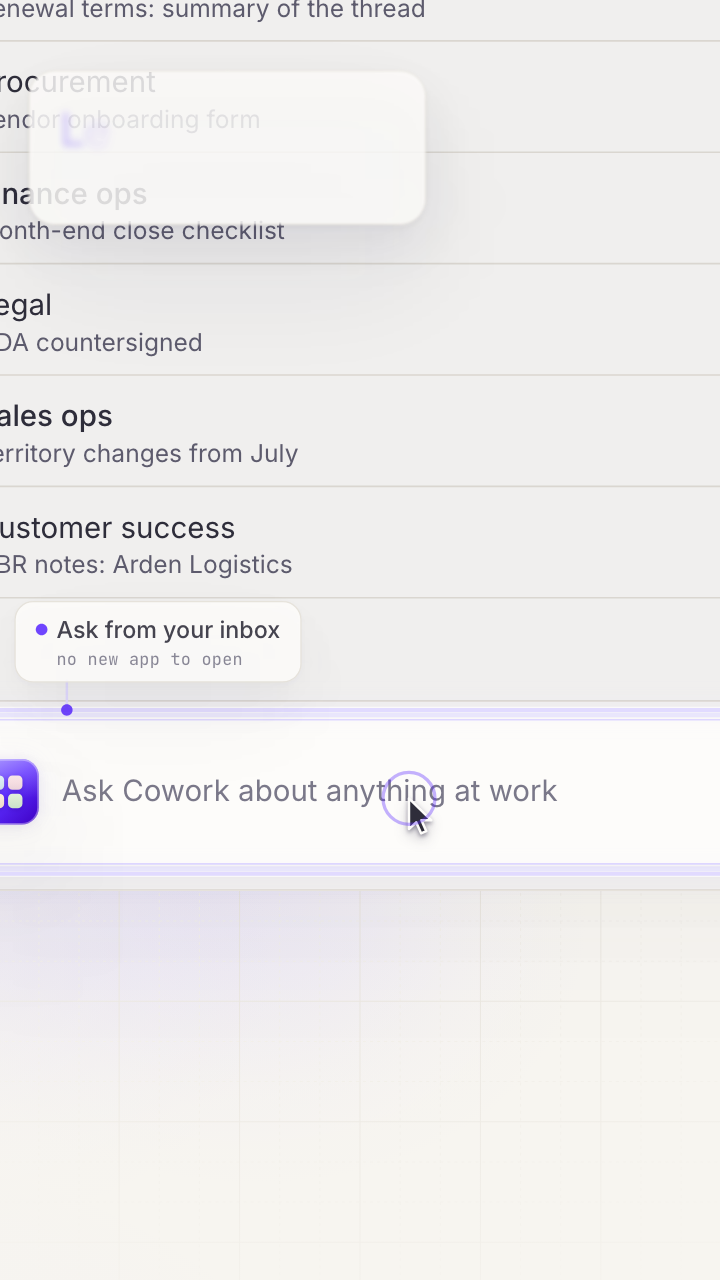 enewal terms: summary of the thread
rocurement
endor onboarding form
nance ops
onth-end close checklist
egal
DA countersigned
ales ops
erritory changes from July
ustomer success
BR notes: Arden Logistics
Ask from your inbox
no new app to open
Ask Cowork about anything at work